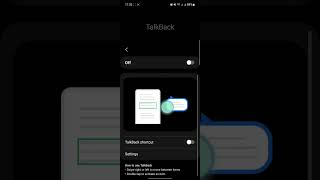 TalkBack
Off
TalkBack shortcut
Settings
How to use TalkBack
• Swipe right or left to move between items
• Double tap to activate an item